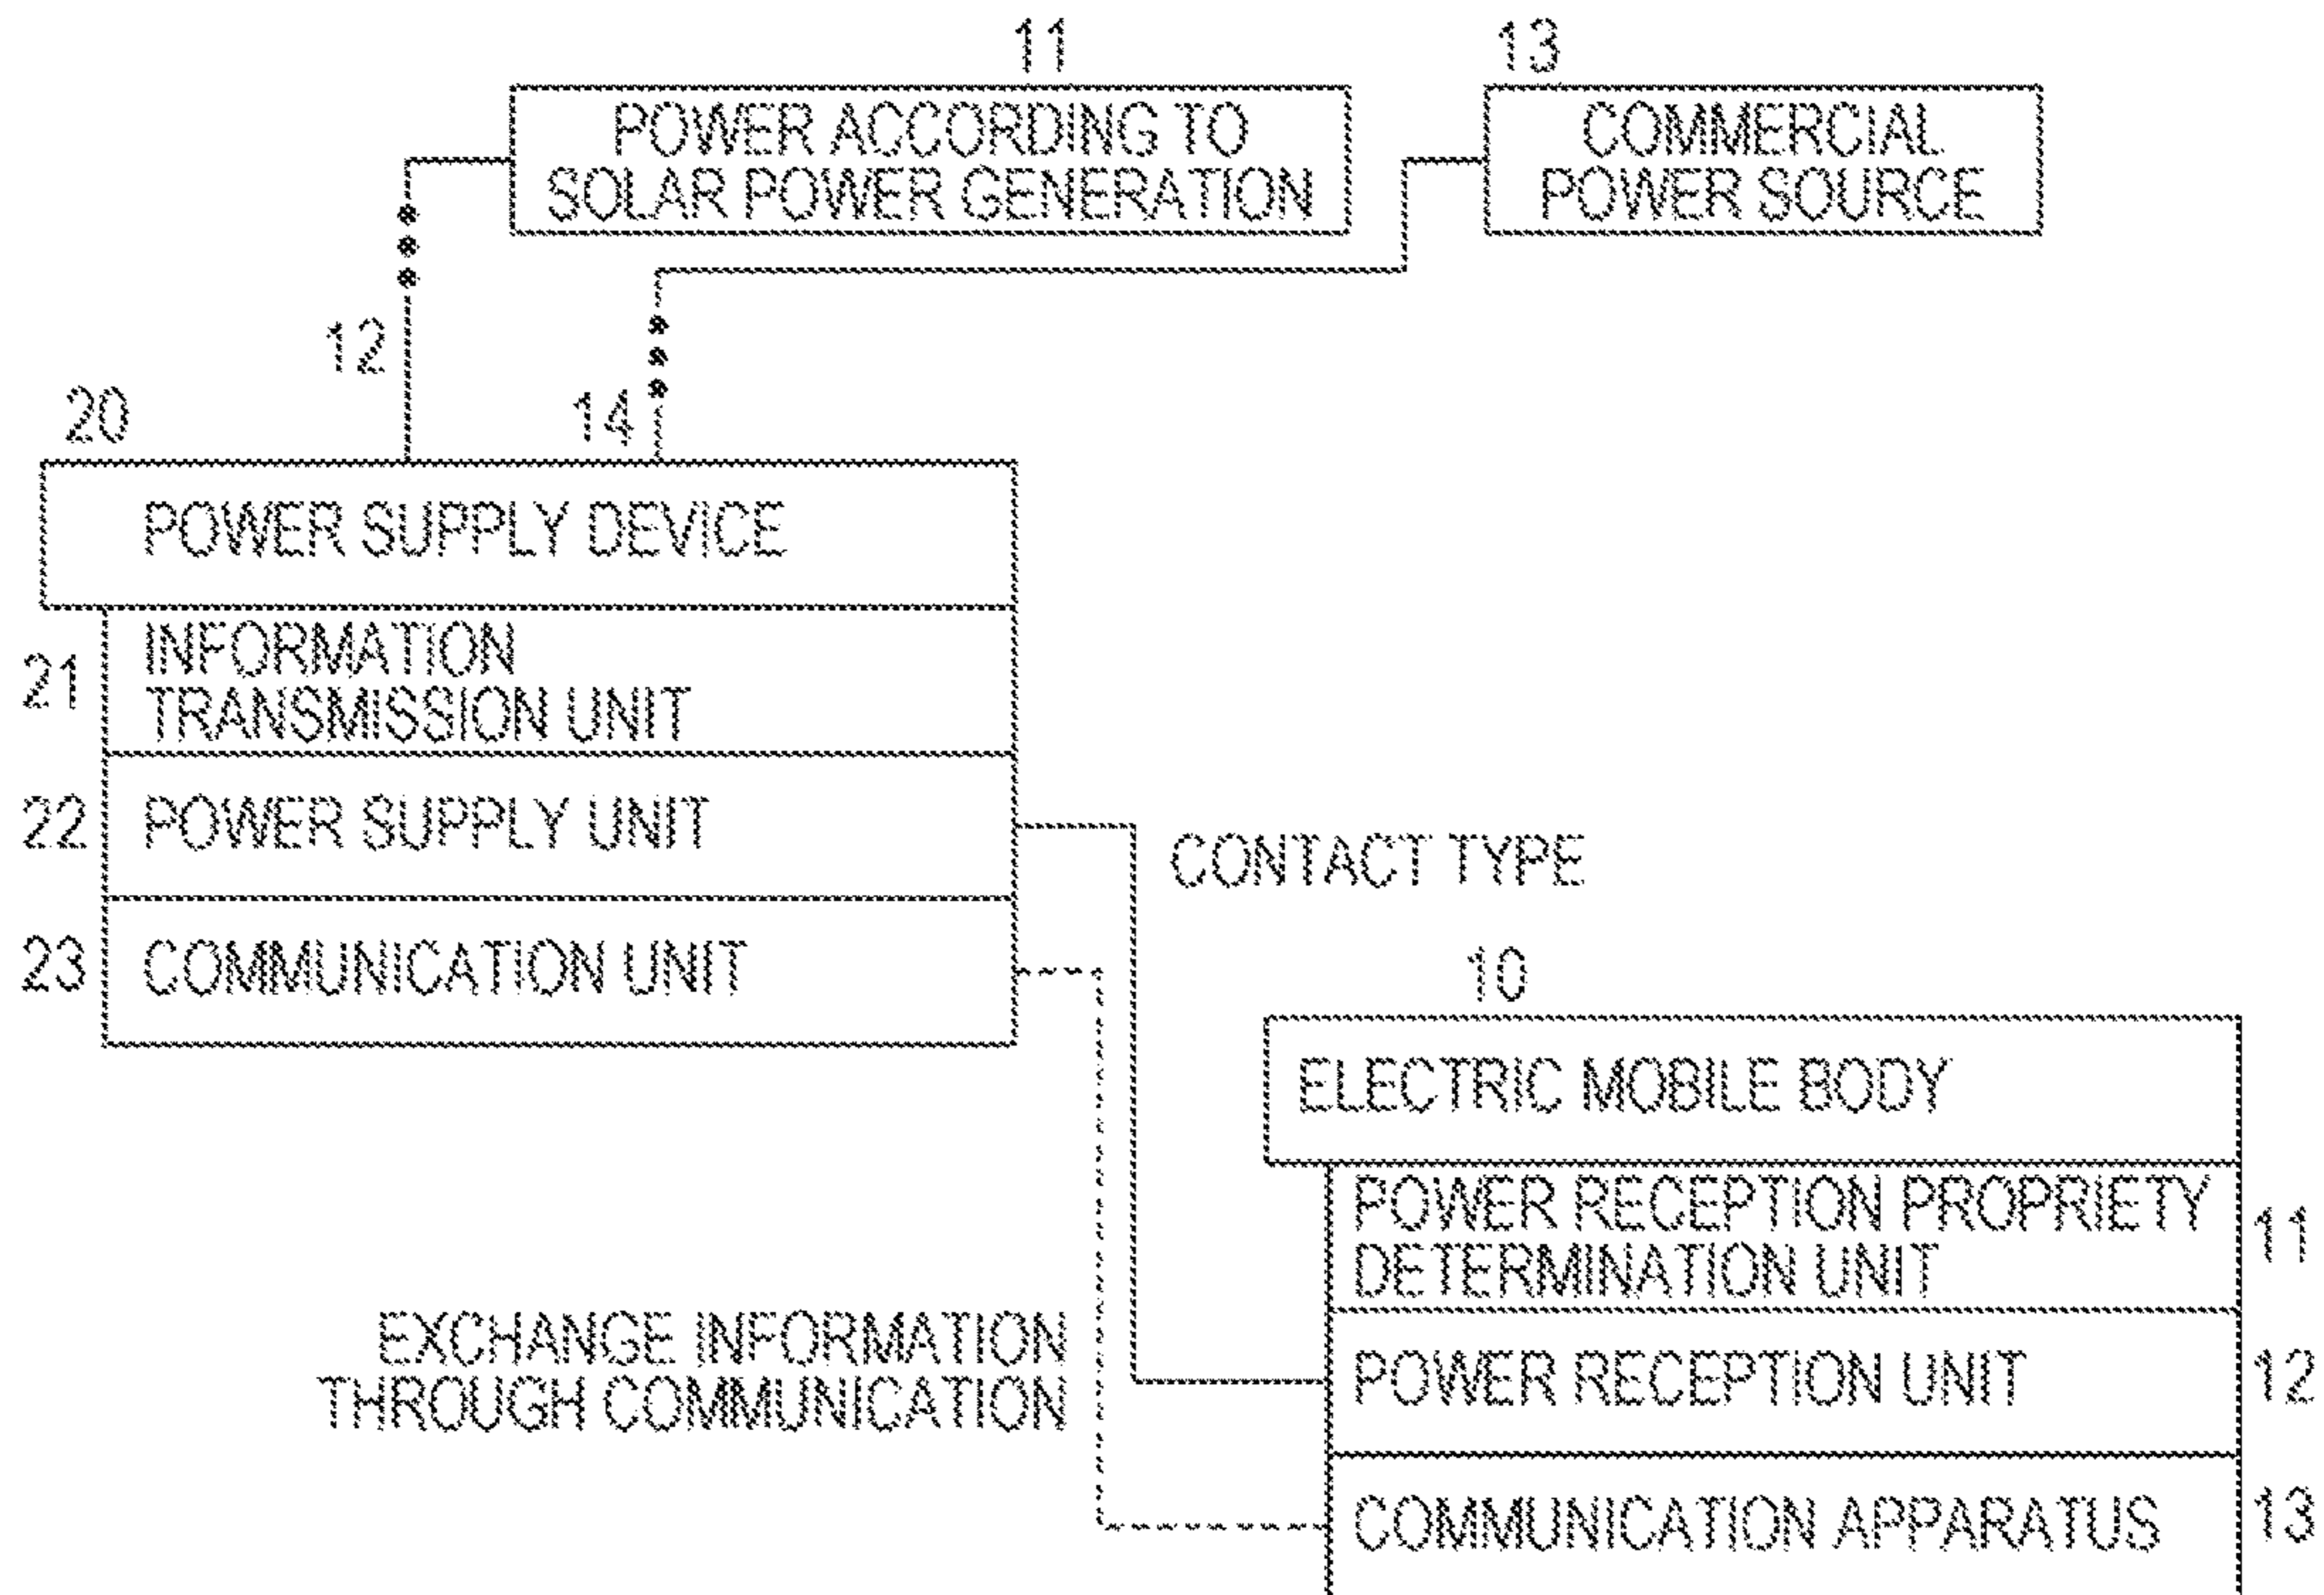 11
13
POWER ACCORDING TO
SOLAR POWER GENERATION
COMMERCIAL
POWER SOURCE
12
14
20
POWER SUPPLY DEVICE
21
INFORMATION
TRANSMISSION UNIT
22
POWER SUPPLY UNIT
CONTACT TYPE
23
COMMUNICATION UNIT
10
ELECTRIC MOBILE BODY
POWER RECEPTION PROPRIETY
DETERMINATION UNIT
11
EXCHANGE INFORMATION
THROUGH COMMUNICATION
POWER RECEPTION UNIT
12
COMMUNICATION APPARATUS
13